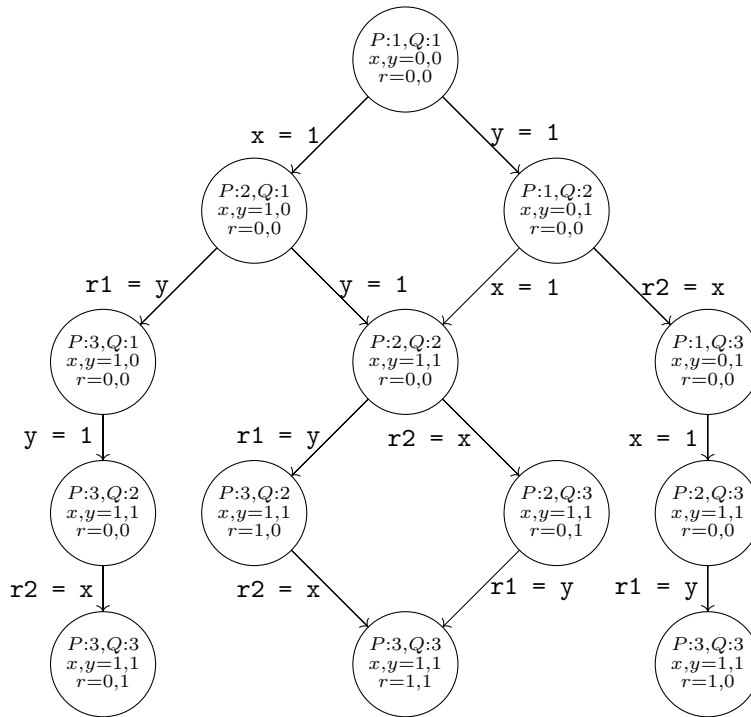 P:1,Q:1
x,y=0,0
r=0,0
x = 1
y = 1
P:2,Q:1
x,y=1,0
r=0,0
P:1,Q:2
x,y=0,1
r=0,0
r1 = y
y = 1
x = 1
r2 = x
P:3,Q:1
x,y=1,0
r=0,0
P:2,Q:2
x,y=1,1
r=0,0
P:1,Q:3
x,y=0,1
r=0,0
y = 1
r1 = y
r2 = x
x = 1
P:3,Q:2
x,y=1,1
r=0,0
P:3,Q:2
x,y=1,1
r=1,0
P:2,Q:3
x,y=1,1
r=0,1
P:2,Q:3
x,y=1,1
r=0,0
r2 = x
r2 = x
r1 = y
r1 = y
P:3,Q:3
x,y=1,1
r=0,1
P:3,Q:3
x,y=1,1
r=1,1
P:3,Q:3
x,y=1,1
r=1,0